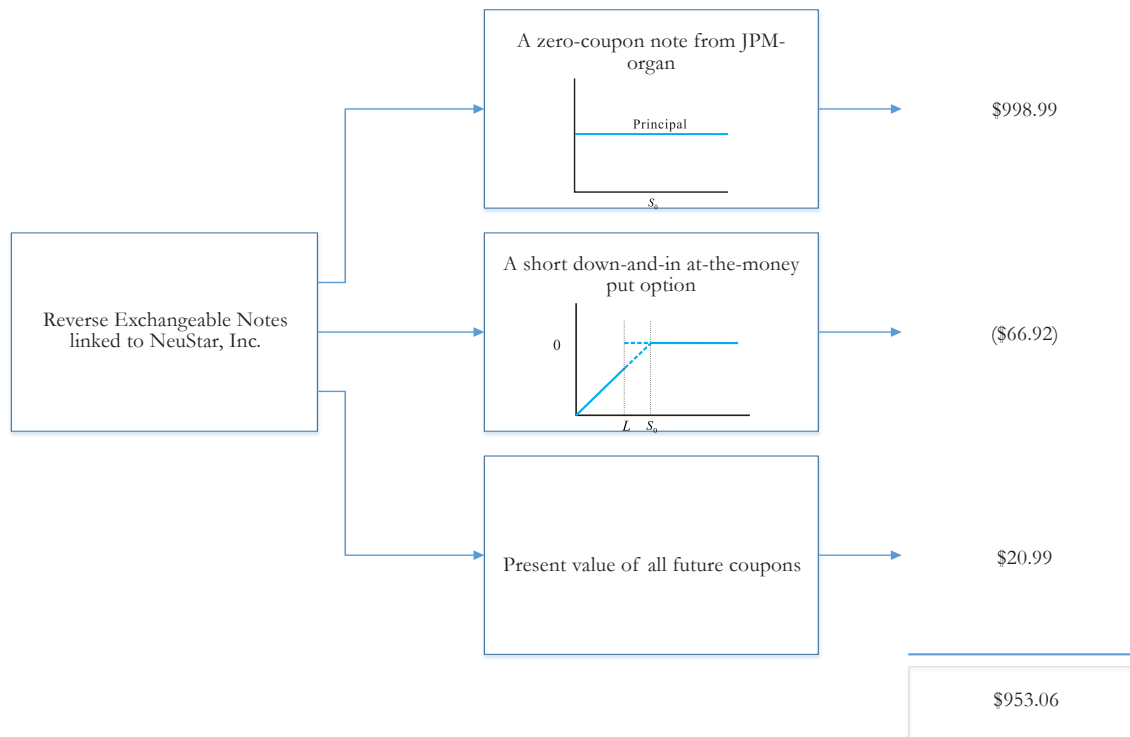 A zero-coupon note from JPM-
organ
Principal
S₀
$998.99
Reverse Exchangeable Notes
linked to NeuStar, Inc.
A short down-and-in at-the-money
put option
0
L S₀
($66.92)
Present value of all future coupons
$20.99
$953.06